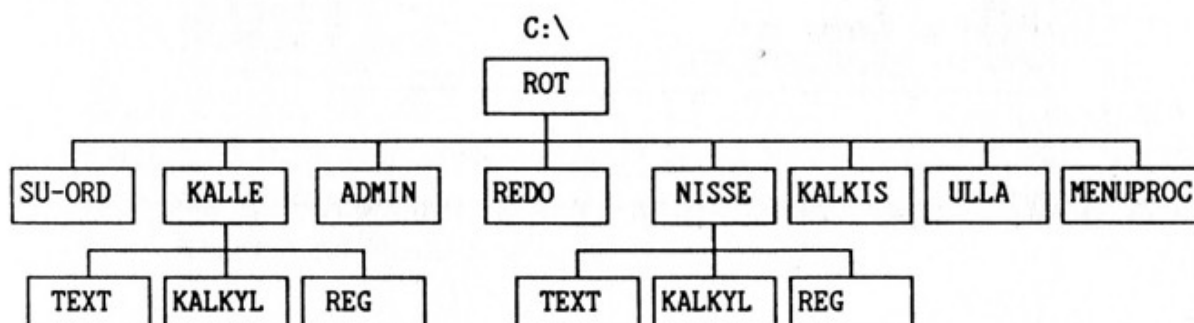 C:\
ROT
SU-ORD KALLE ADMIN REDO NISSE KALKIS ULLA MENUPROC
TEXT KALKYL REG TEXT KALKYL REG